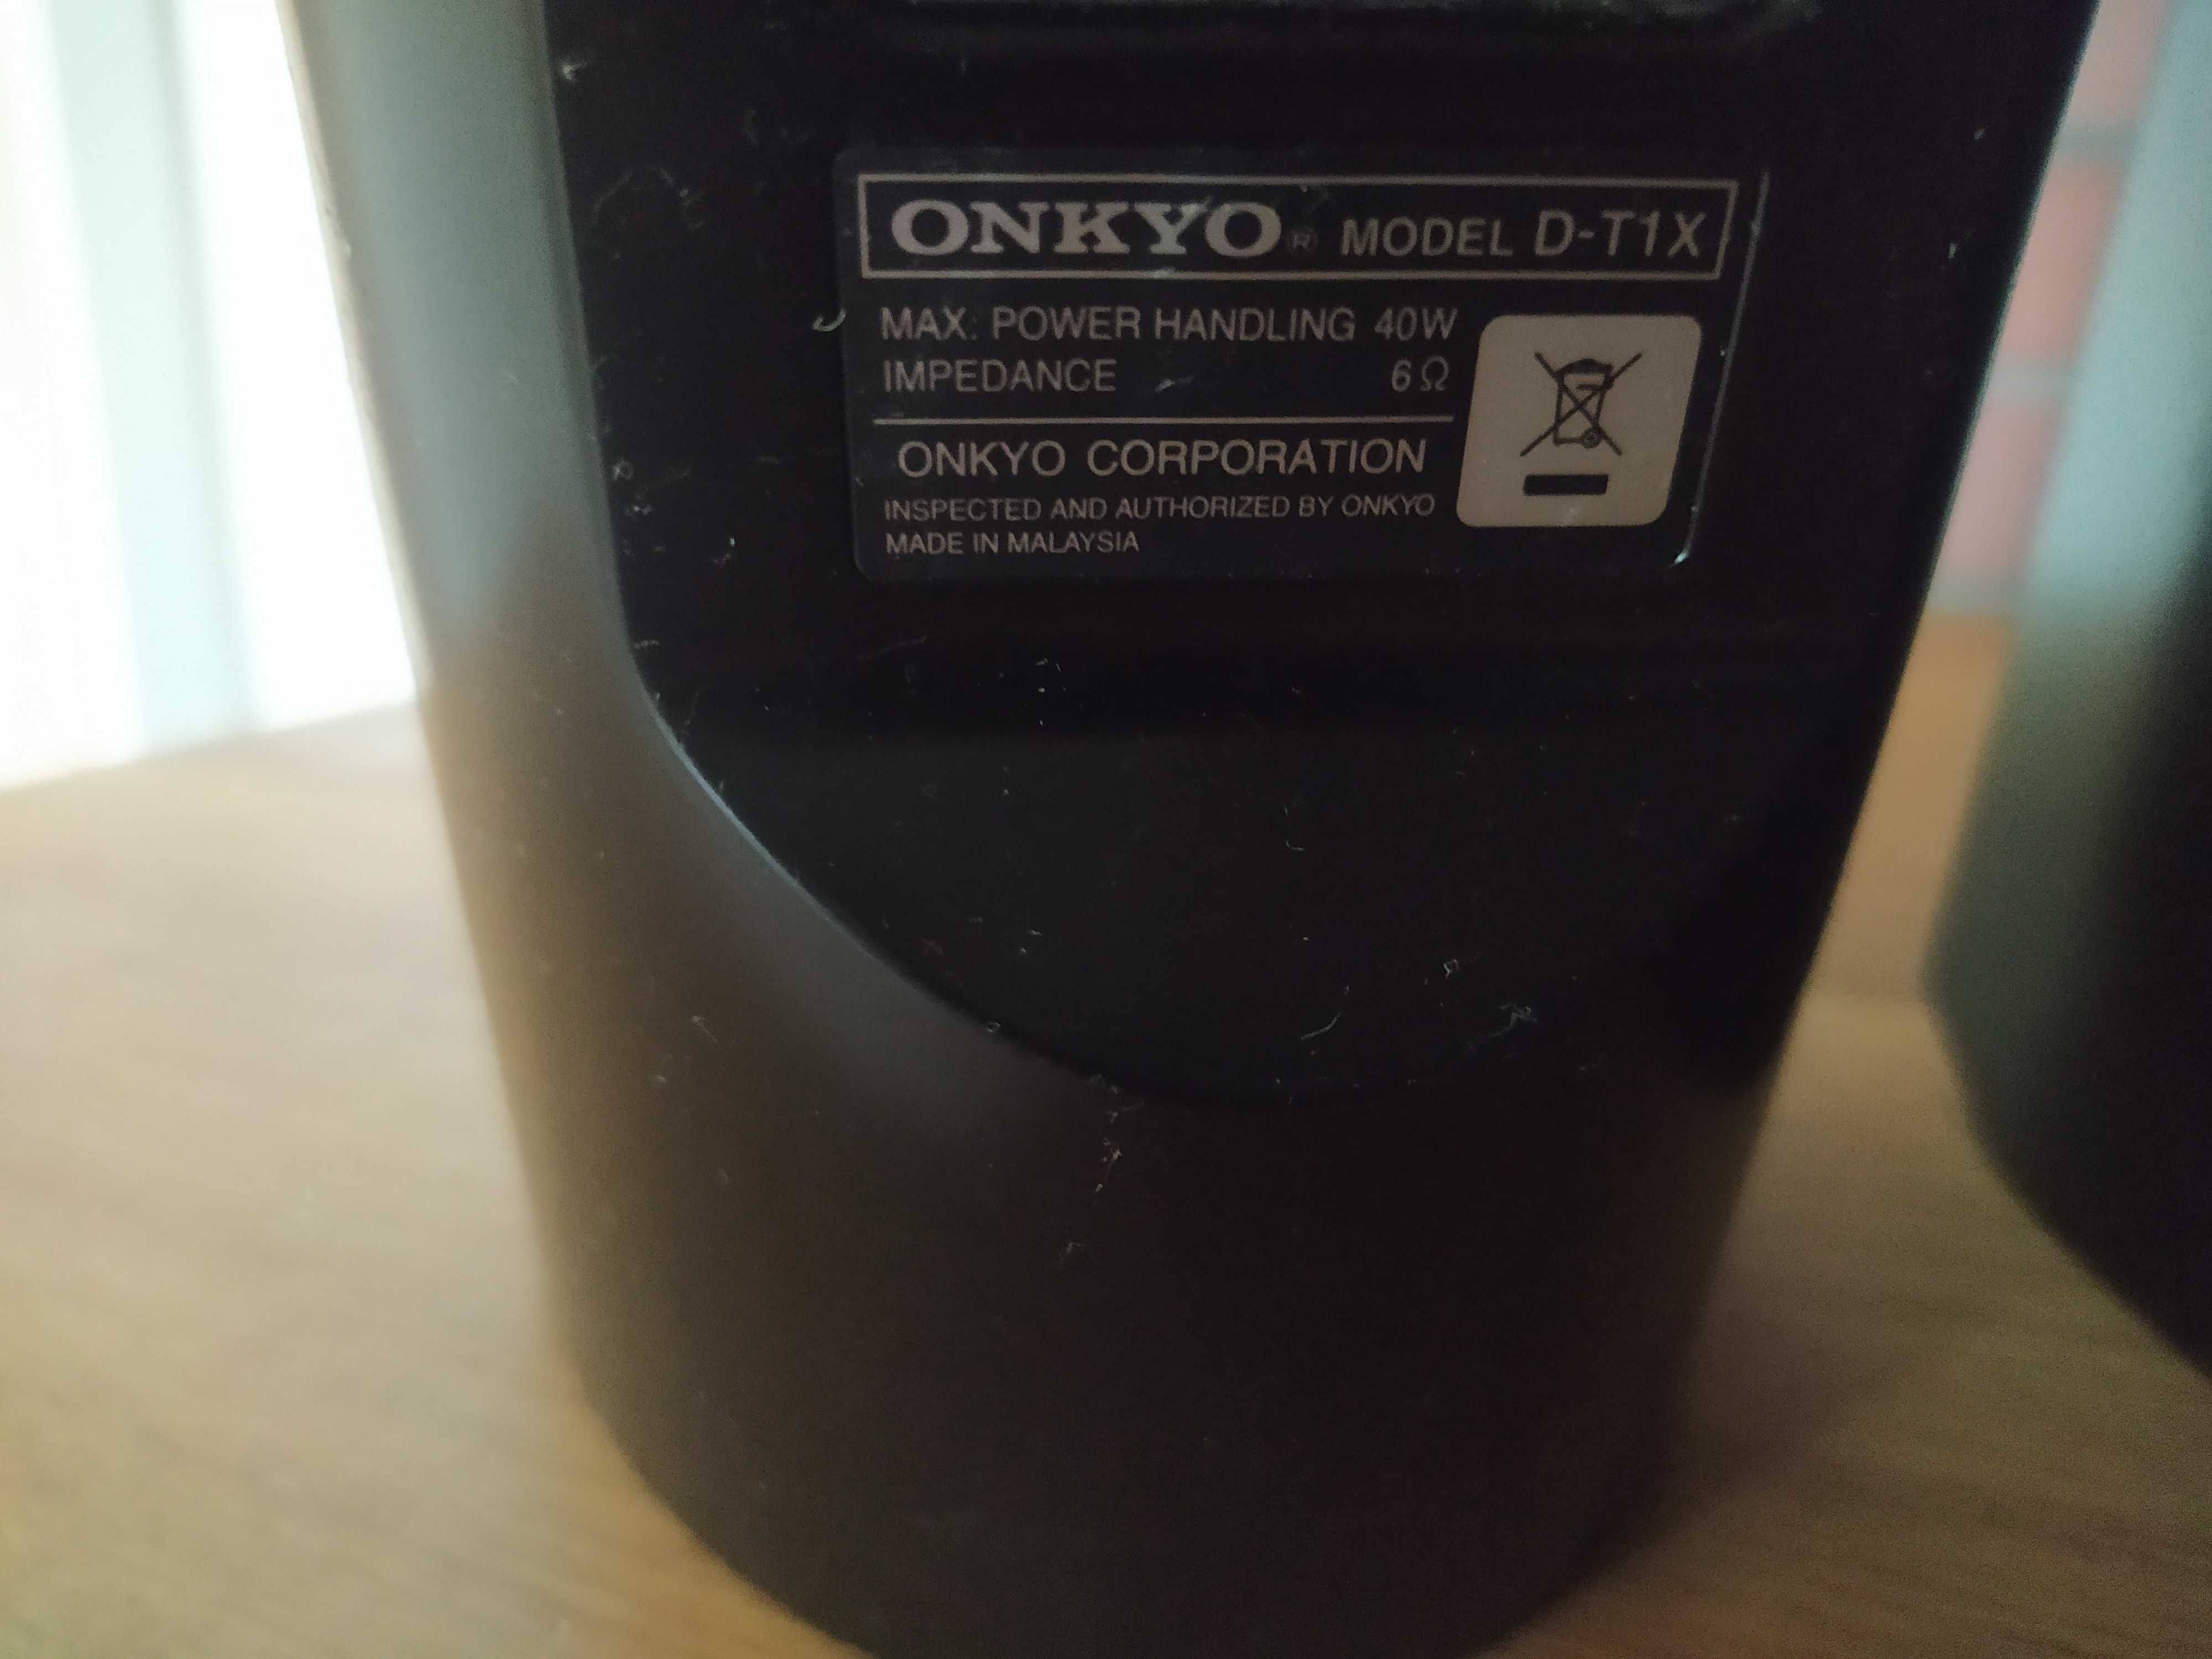 ONKYO® MODEL D-T1X
MAX. POWER HANDLING 40W
IMPEDANCE 6Ω
ONKYO CORPORATION
INSPECTED AND AUTHORIZED BY ONKYO
MADE IN MALAYSIA